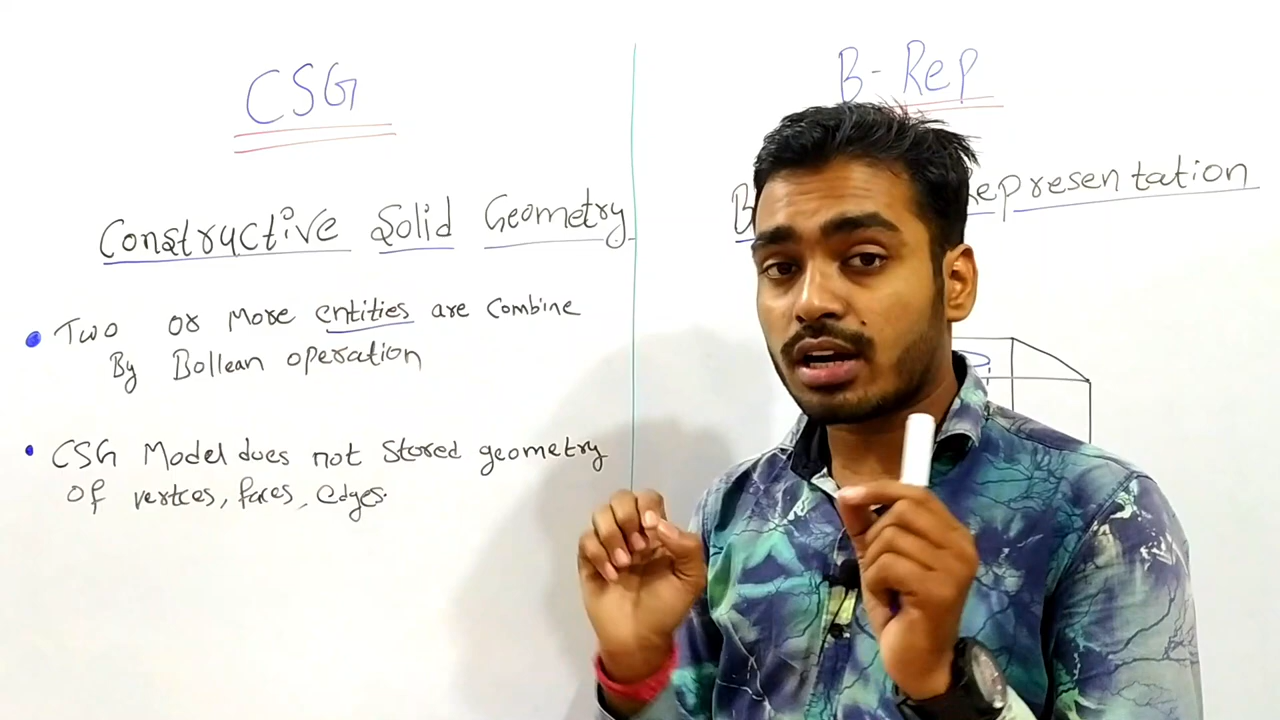 CSG
Constructive Solid Geometry
Two or More entities are Combine
By Bollean operation
CSG Model does not Stored geometry
Of vertces, faces, edges.
B-Rep
Representation